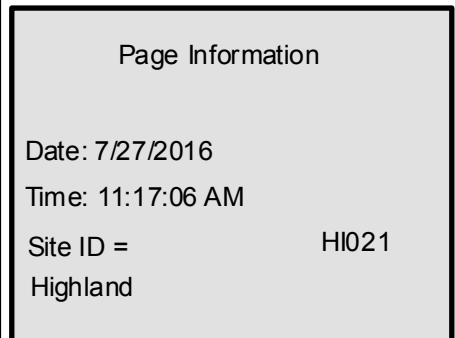 Page Information
Date: 7/27/2016
Time: 11:17:06 AM
Site ID = HI021
Highland